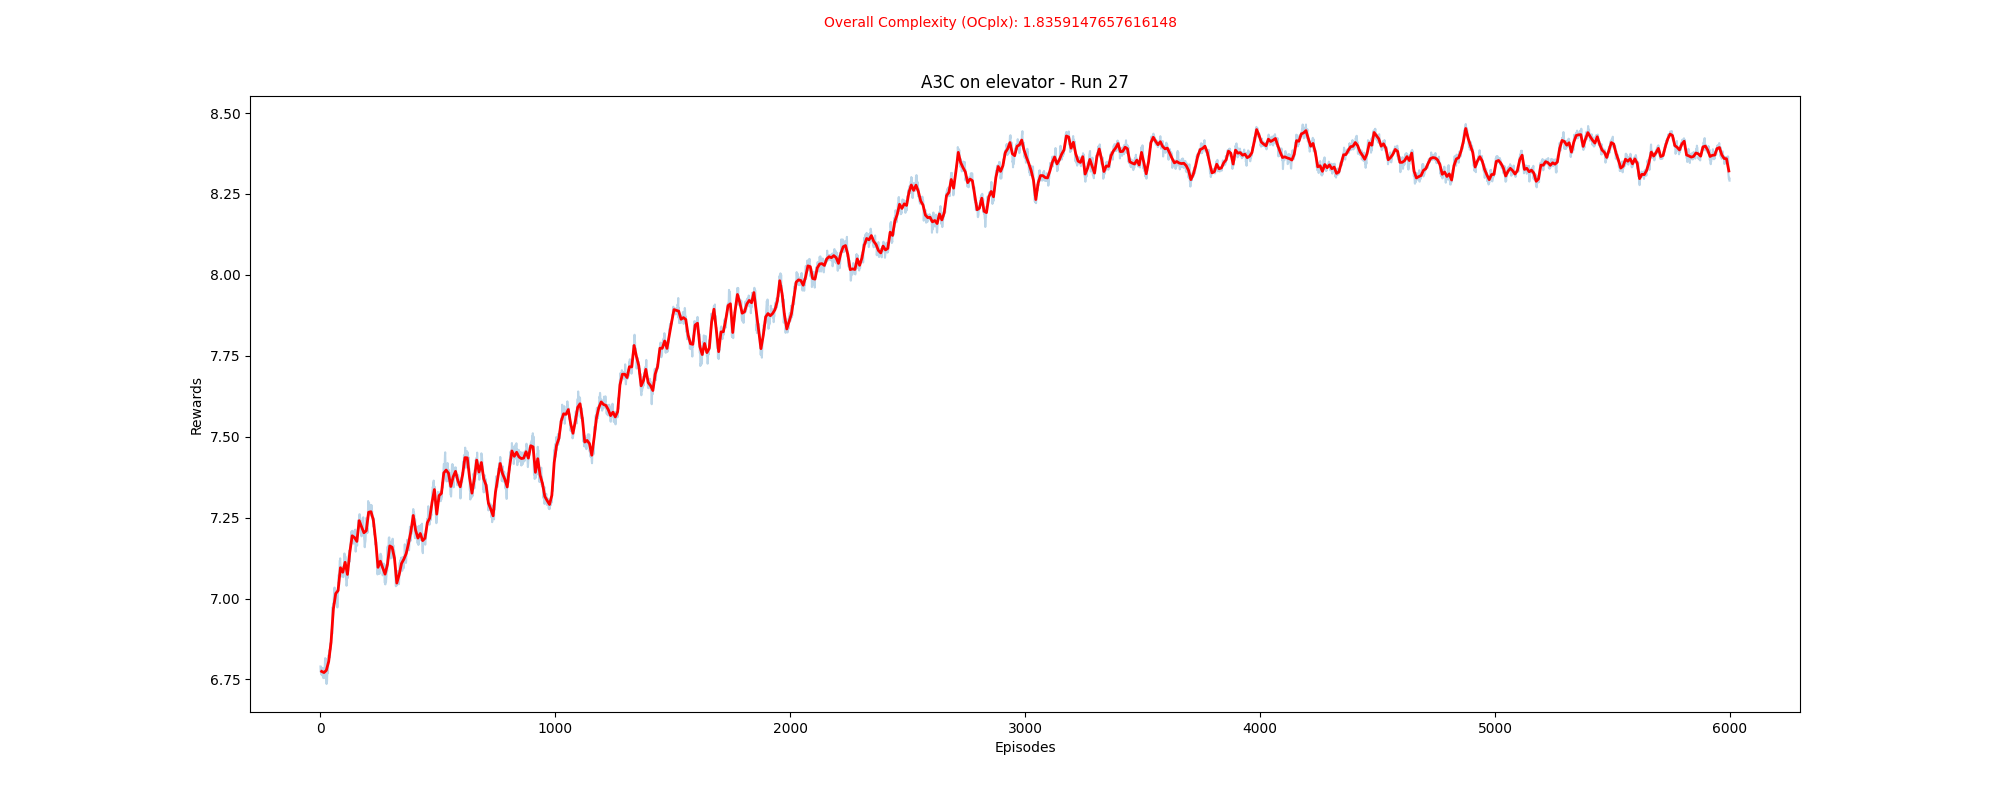 Overall Complexity (OCplx): 1.8359147657616148
A3C on elevator - Run 27
8.50
8.25
8.00
7.75
7.50
7.25
7.00
6.75
Rewards
0 1000 2000 3000 4000 5000 6000
Episodes